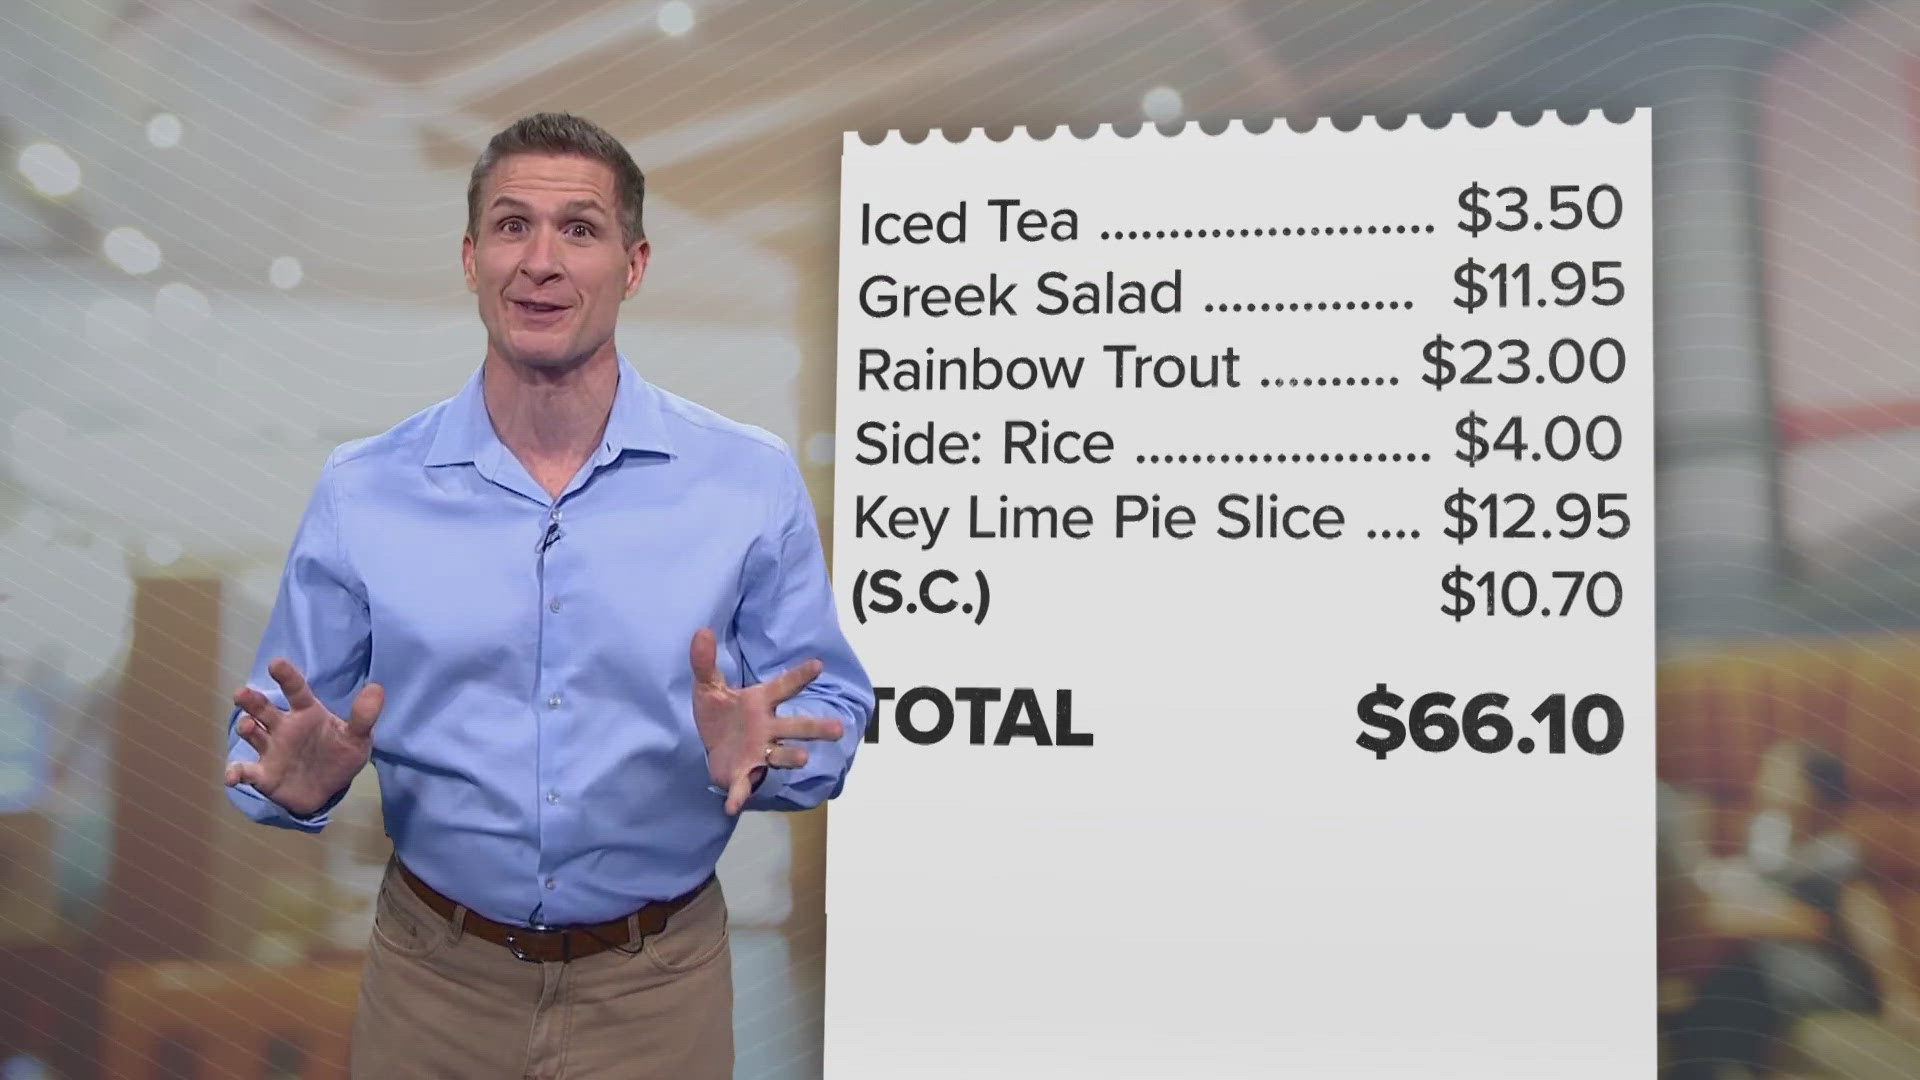 Iced Tea ........................ $3.50
Greek Salad ............... $11.95
Rainbow Trout .......... $23.00
Side: Rice ..................... $4.00
Key Lime Pie Slice .... $12.95
(S.C.) $10.70
TOTAL $66.10